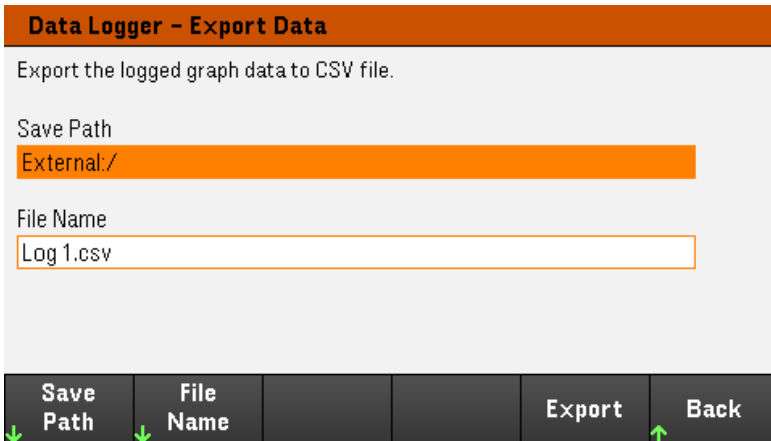 Data Logger – Export Data
Export the logged graph data to CSV file.
Save Path
External:/
File Name
Log 1.csv
Save Path
File Name
Export
Back